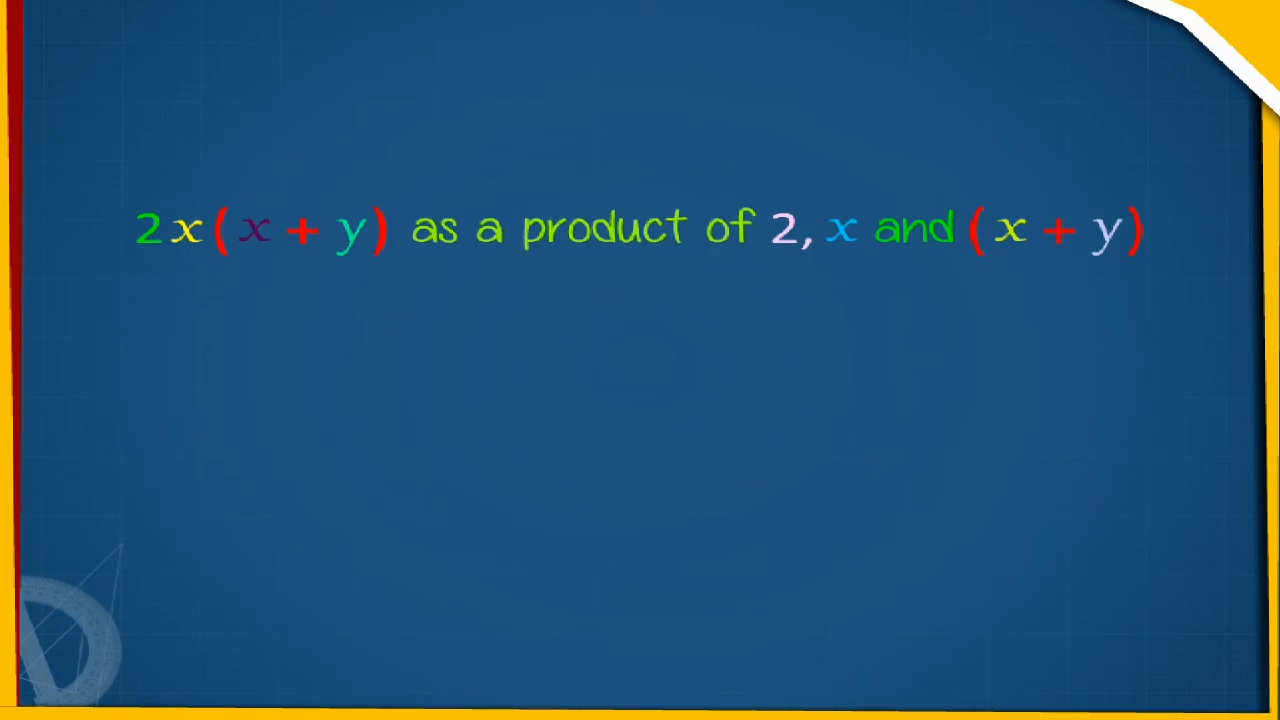 2x(x + y) as a product of 2, x and (x + y)